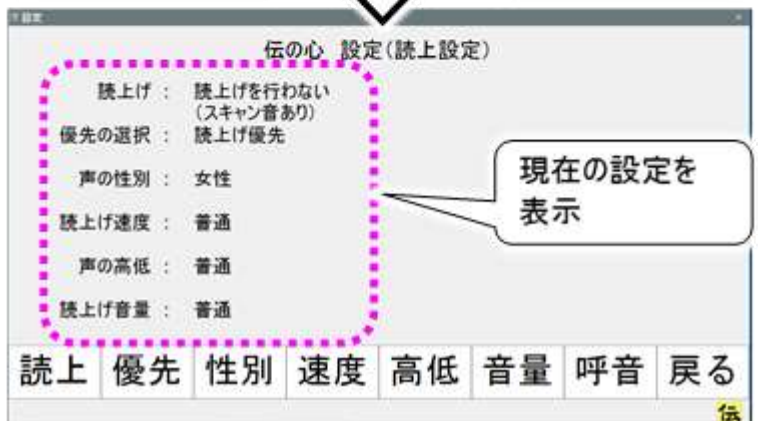 設定
伝の心 設定(読上設定)
読上げ : 読上げを行わない
(スキャン音あり)
優先の選択 : 読上げ優先
声の性別 : 女性
読上げ速度 : 普通
声の高低 : 普通
読上げ音量 : 普通
現在の設定を
表示
読上 優先 性別 速度 高低 音量 呼音 戻る
伝